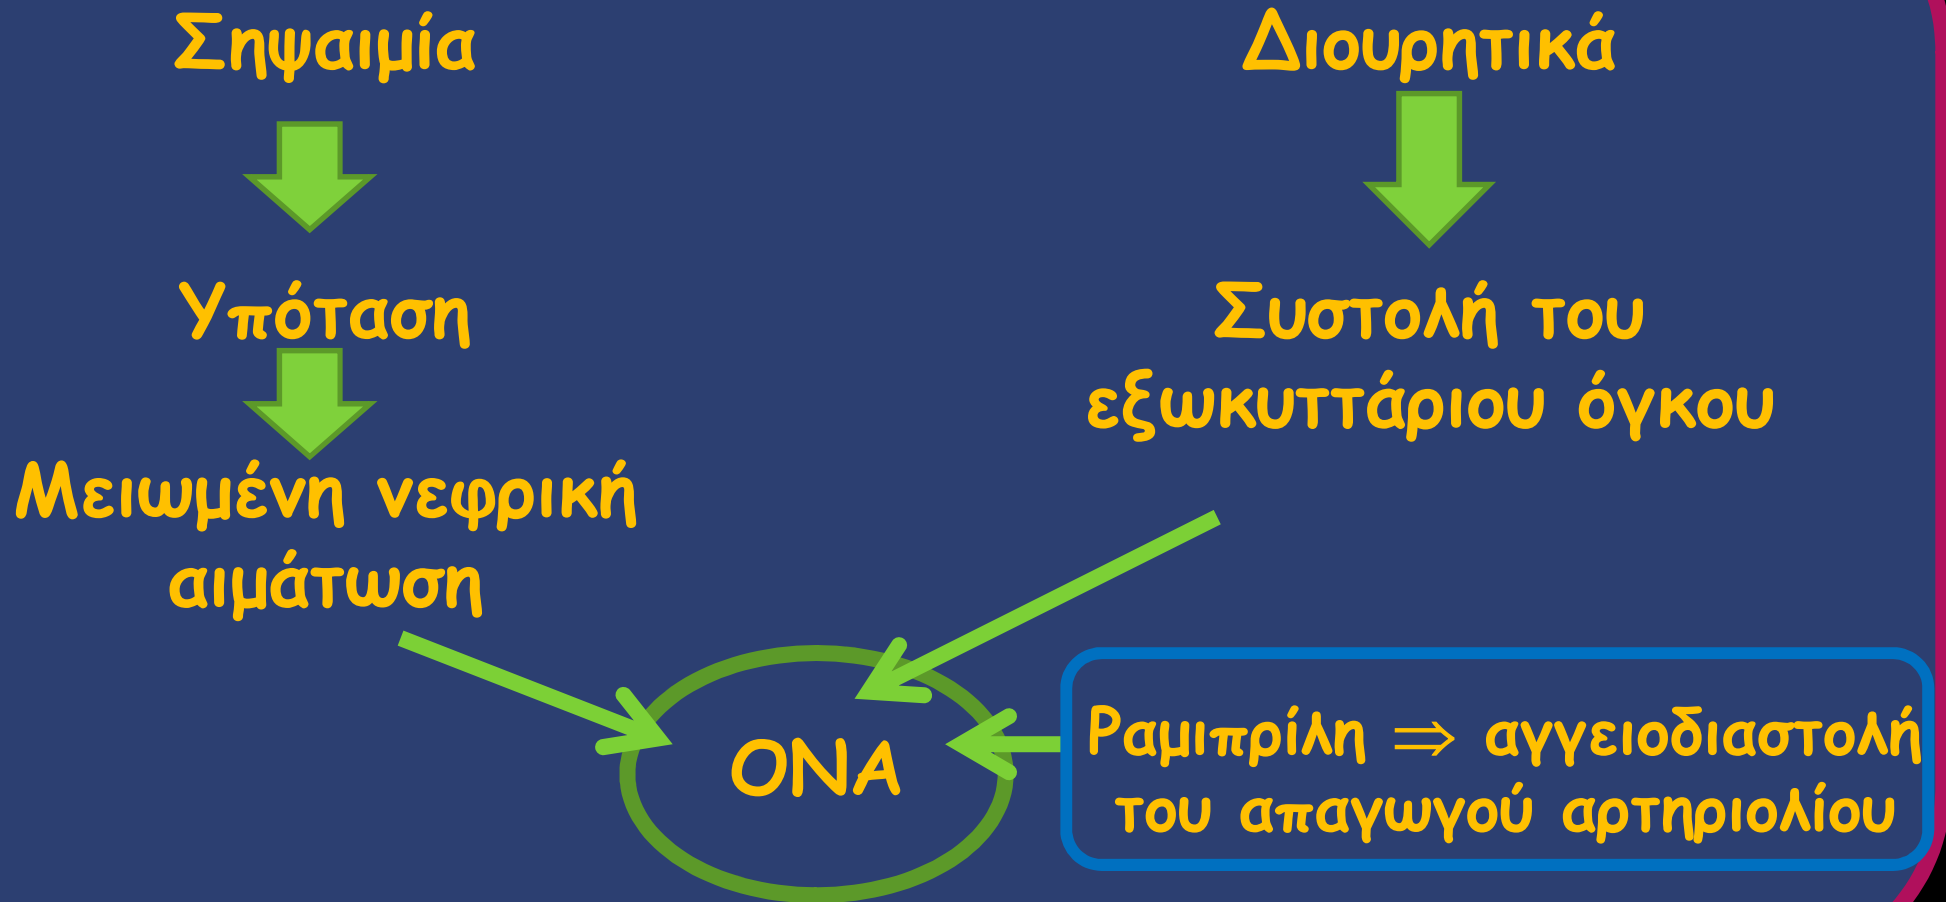 Σηψαιμία
Υπόταση
Μειωμένη νεφρική
αιμάτωση
Διουρητικά
Συστολή του
εξωκυττάριου όγκου
ΟΝΑ
Ραμιπρίλη ⇒ αγγειοδιαστολή
του απαγωγού αρτηριολίου